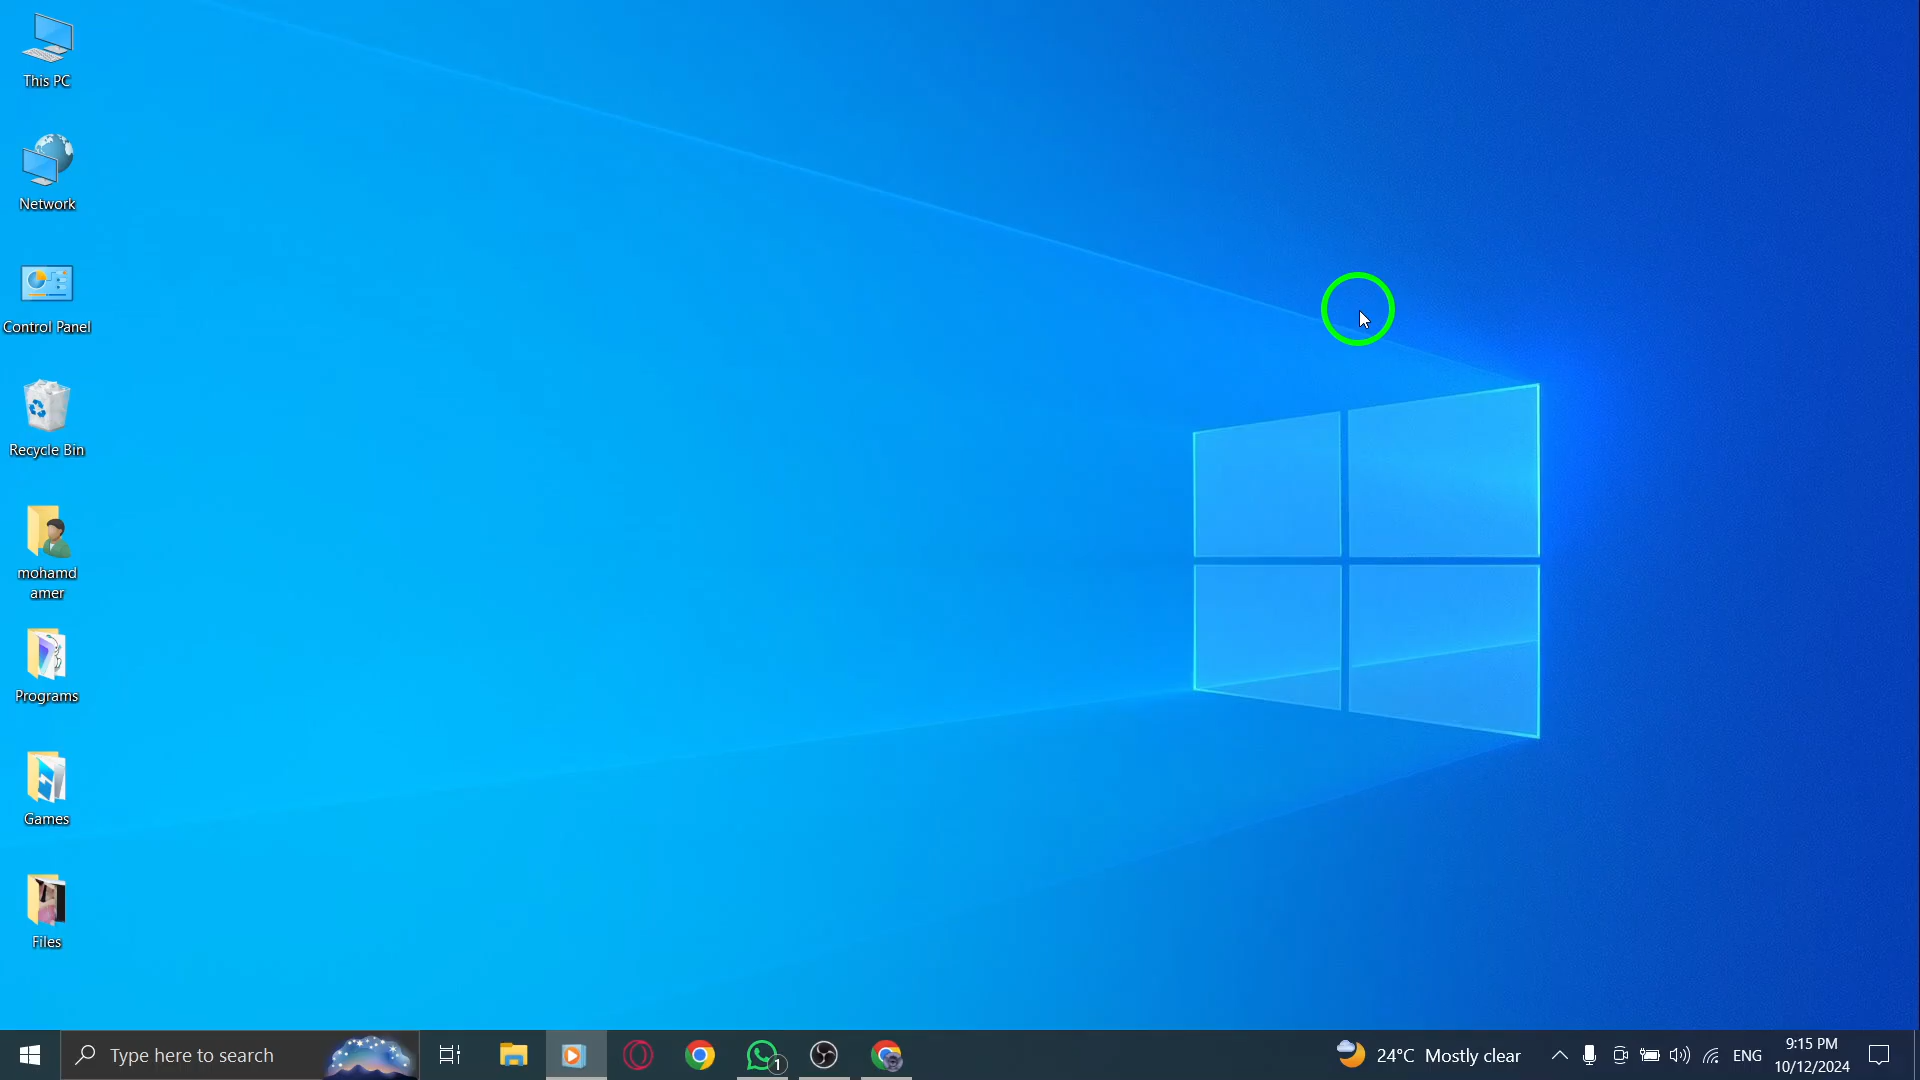 This PC
Network
Control Panel
Recycle Bin
mohamd
amer
Programs
Games
Files
Type here to search
1
24°C Mostly clear
ENG
9:15 PM
10/12/2024